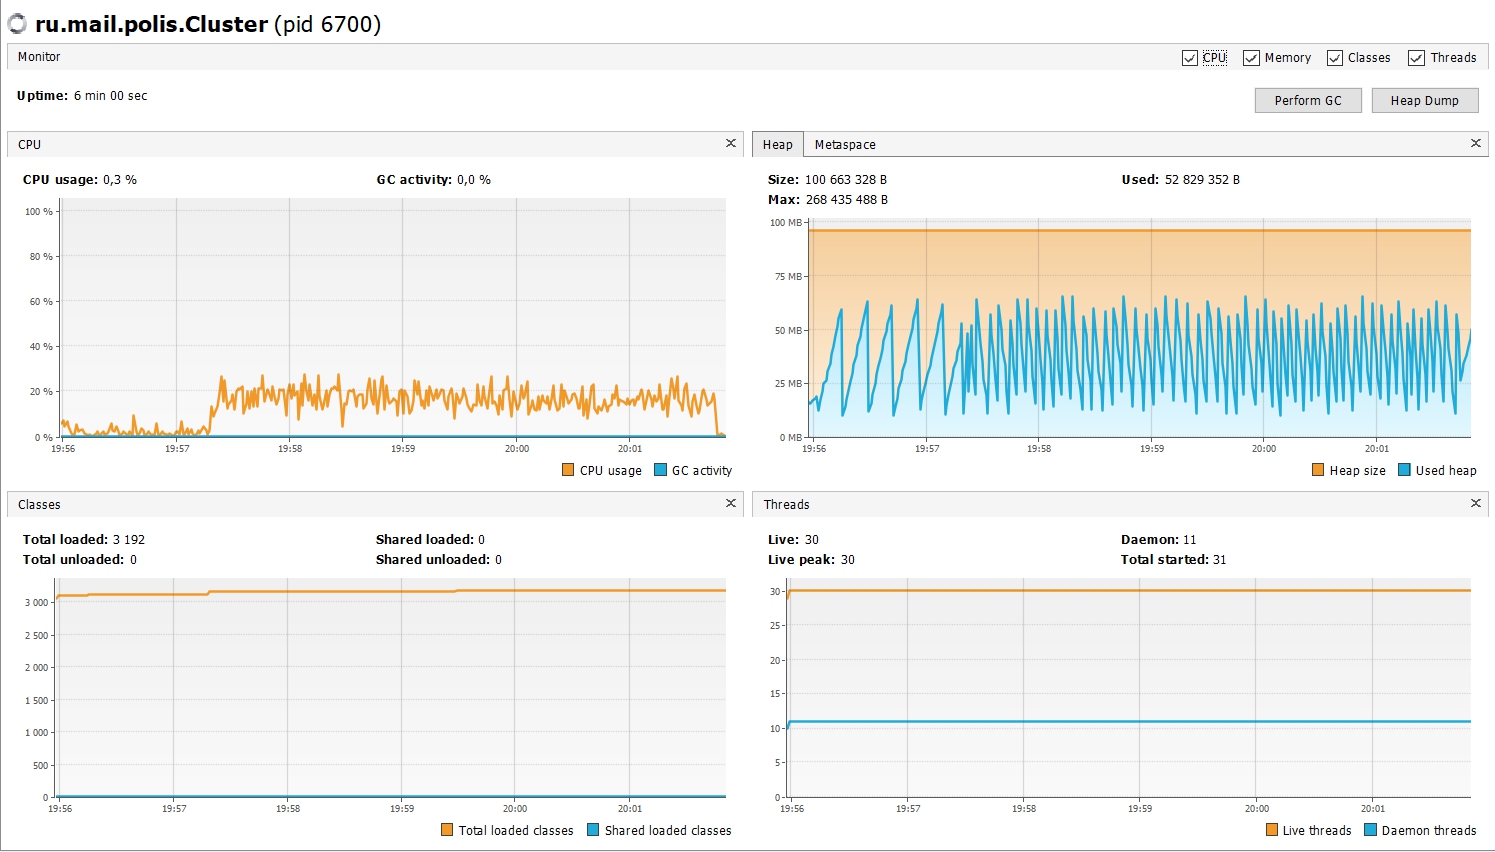 ru.mail.polis.Cluster (pid 6700)
Monitor
CPU
Memory
Classes
Threads
Uptime: 6 min 00 sec
Perform GC
Heap Dump
CPU
CPU usage: 0,3 %
GC activity: 0,0 %
100 %
80 %
60 %
40 %
20 %
0 %
19:56
19:57
19:58
19:59
20:00
20:01
CPU usage
GC activity
Heap
Metaspace
Size: 100 663 328 B
Used: 52 829 352 B
Max: 268 435 488 B
100 MB
75 MB
50 MB
25 MB
0 MB
19:56
19:57
19:58
19:59
20:00
20:01
Heap size
Used heap
Classes
Total loaded: 3 192
Shared loaded: 0
Total unloaded: 0
Shared unloaded: 0
3 000
2 500
2 000
1 500
1 000
500
0
19:56
19:57
19:58
19:59
20:00
20:01
Total loaded classes
Shared loaded classes
Threads
Live: 30
Daemon: 11
Live peak: 30
Total started: 31
30
25
20
15
10
5
0
19:56
19:57
19:58
19:59
20:00
20:01
Live threads
Daemon threads